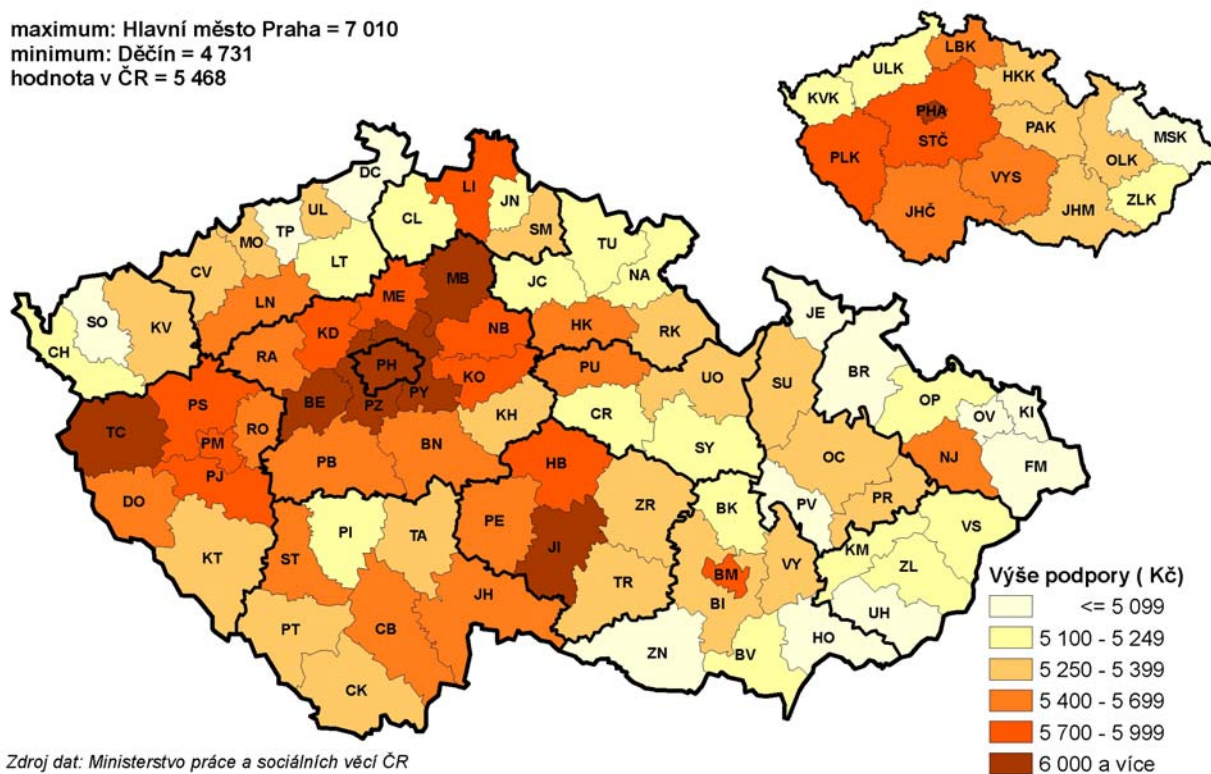 maximum: Hlavní město Praha = 7 010
minimum: Děčín = 4 731
hodnota v ČR = 5 468
LBK
ULK
HKK
KVK
PHA
STČ
PAK
MSK
PLK
OLK
VYS
ZLK
JHČ
JHM
DC
LI
JN
UL
CL
TP
SM
MO
TU
LT
CV
NA
MB
JC
ME
LN
SO
KV
KD
NB
HK
RK
JE
CH
RA
PH
PU
BR
KO
UO
SU
BE
PZ
PY
OP
PS
KH
CR
OV
KI
TC
RO
SY
PM
BN
OC
NJ
FM
PB
HB
PJ
PR
DO
PV
BK
ZR
PE
VS
PI
TA
ST
JI
KM
KT
VY
ZL
BM
TR
JH
BI
UH
PT
CB
HO
ZN
BV
CK
Výše podpory ( Kč)
<= 5 099
5 100 - 5 249
5 250 - 5 399
5 400 - 5 699
5 700 - 5 999
6 000 a více
Zdroj dat: Ministerstvo práce a sociálních věcí ČR